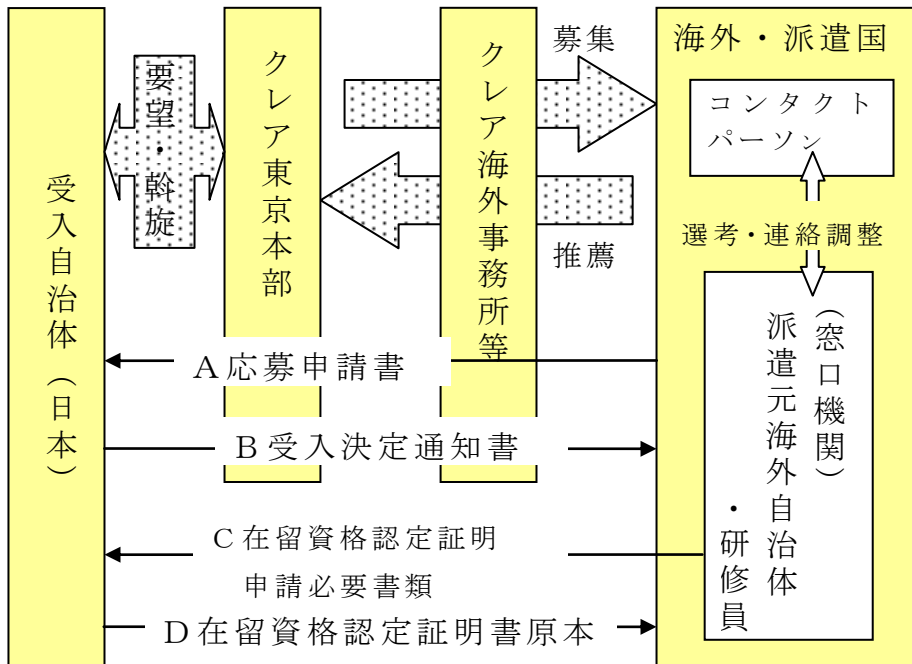 受入自治体（日本）
要望・斡旋
クレア東京本部
クレア海外事務所等
募集
推薦
海外・派遣国
コンタクト
パーソン
選考・連絡調整
（窓口機関）
派遣元海外自治体
・研修員
A応募申請書
B受入決定通知書
C在留資格認定証明
申請必要書類
D在留資格認定証明書原本